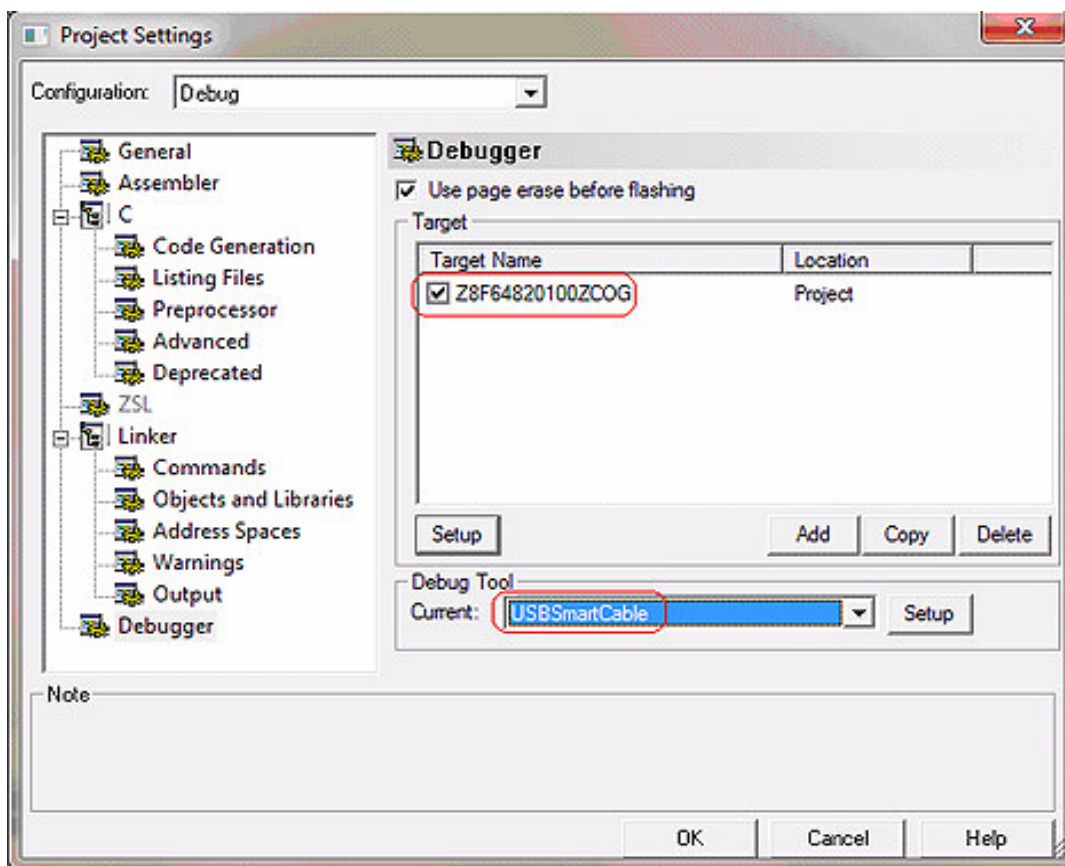 Project Settings
Configuration: Debug
General
Assembler
C
Code Generation
Listing Files
Preprocessor
Advanced
Deprecated
ZSL
Linker
Commands
Objects and Libraries
Address Spaces
Warnings
Output
Debugger
Debugger
Use page erase before flashing
Target
Target Name Location
Z8F64820100ZCOG Project
Setup Add Copy Delete
Debug Tool
Current: USBSmartCable Setup
Note
OK Cancel Help